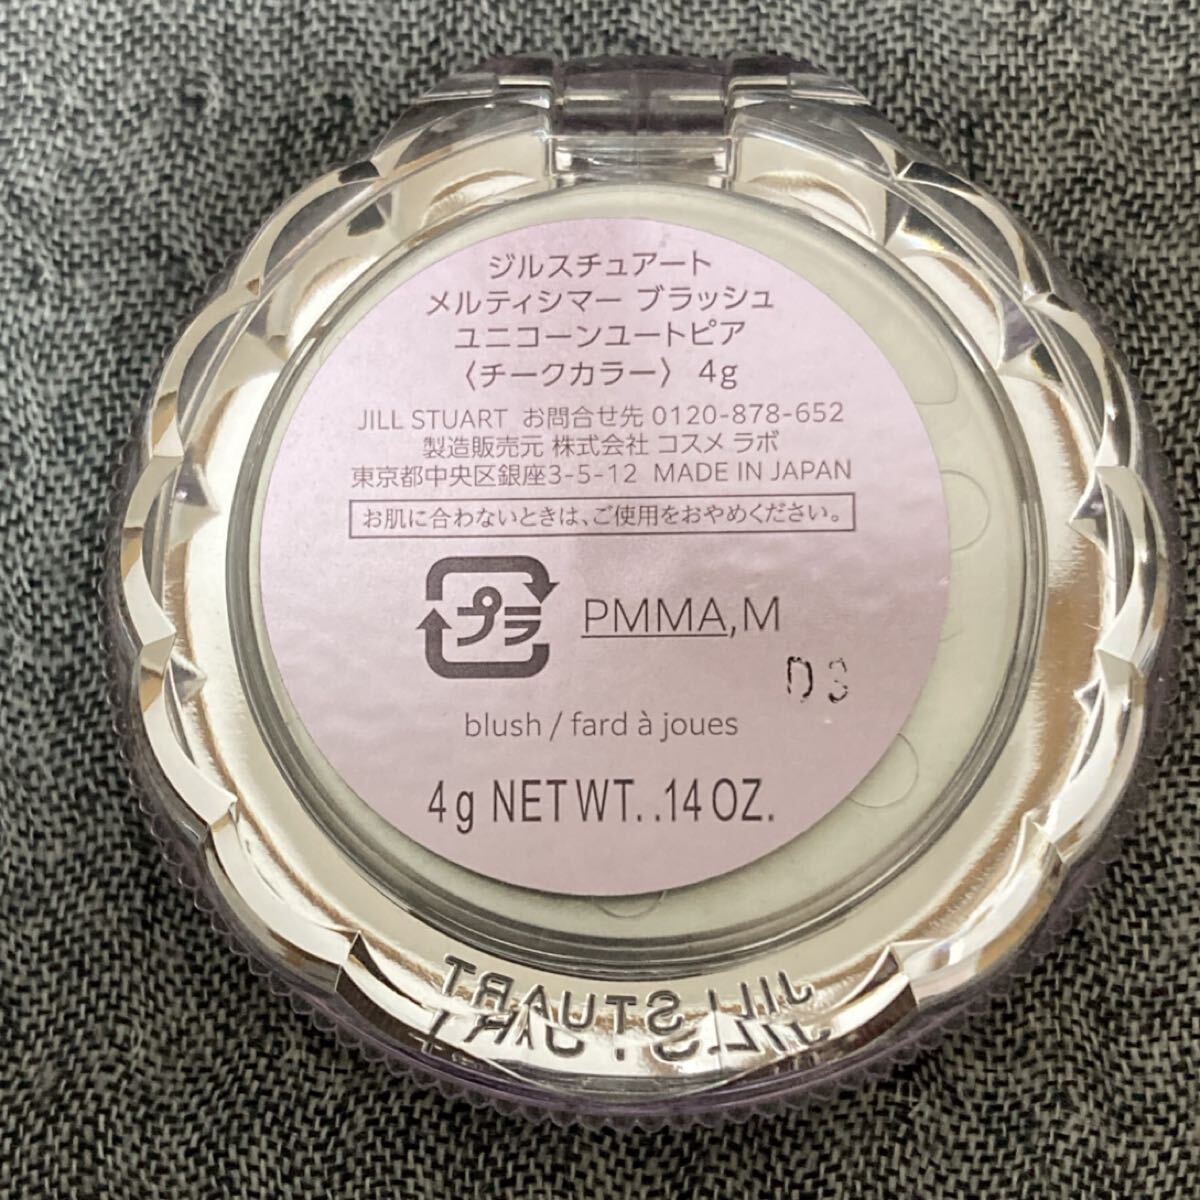 ジルスチュアート
メルティシマー ブラッシュ
ユニコーンユートピア
〈チークカラー〉 4g
JILL STUART お問合せ先 0120-878-652
製造販売元 株式会社 コスメ ラボ
東京都中央区銀座3-5-12 MADE IN JAPAN
お肌に合わないときは、ご使用をおやめください。
プラ PMMA,M
03
blush / fard à joues
4g NET WT. .14 OZ.
JILL STUART